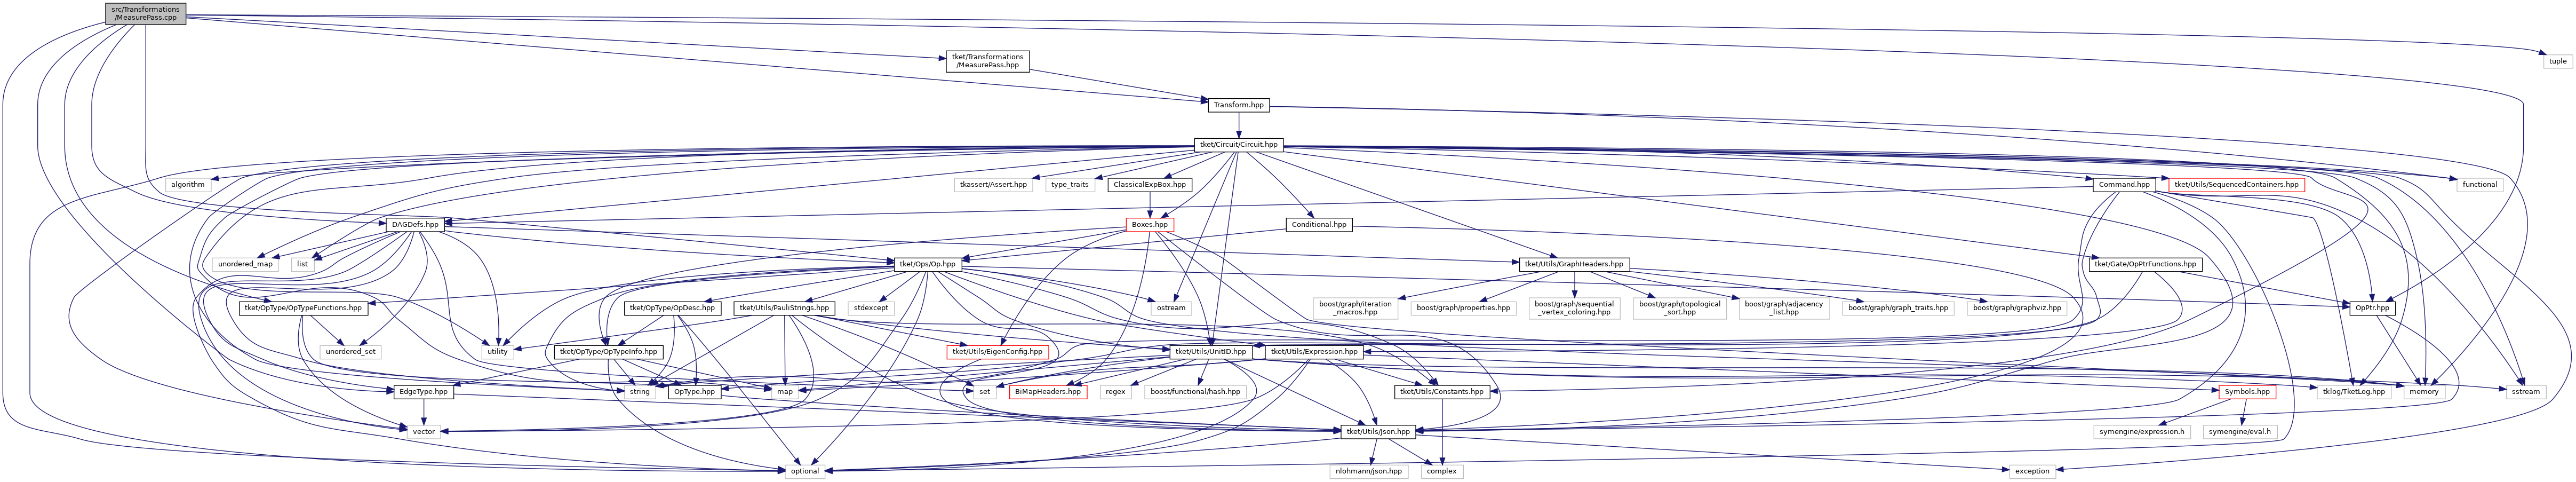 src/Transformations
/MeasurePass.cpp
tket/Transformations
/MeasurePass.hpp
tuple
Transform.hpp
tket/Circuit/Circuit.hpp
algorithm
tkassert/Assert.hpp
type_traits
ClassicalExpBox.hpp
Command.hpp
tket/Utils/SequencedContainers.hpp
functional
DAGDefs.hpp
Boxes.hpp
Conditional.hpp
unordered_map
list
tket/Ops/Op.hpp
tket/Utils/GraphHeaders.hpp
tket/Gate/OpPtrFunctions.hpp
tket/OpType/OpTypeFunctions.hpp
tket/OpType/OpDesc.hpp
tket/Utils/PauliStrings.hpp
stdexcept
ostream
boost/graph/iteration
_macros.hpp
boost/graph/properties.hpp
boost/graph/sequential
_vertex_coloring.hpp
boost/graph/topological
_sort.hpp
boost/graph/adjacency
_list.hpp
boost/graph/graph_traits.hpp
boost/graph/graphviz.hpp
OpPtr.hpp
unordered_set
utility
tket/OpType/OpTypeInfo.hpp
tket/Utils/EigenConfig.hpp
tket/Utils/UnitID.hpp
tket/Utils/Expression.hpp
EdgeType.hpp
string
OpType.hpp
map
set
BiMapHeaders.hpp
regex
boost/functional/hash.hpp
tket/Utils/Constants.hpp
tklog/TketLog.hpp
Symbols.hpp
memory
sstream
vector
tket/Utils/Json.hpp
symengine/expression.h
symengine/eval.h
optional
nlohmann/json.hpp
complex
exception